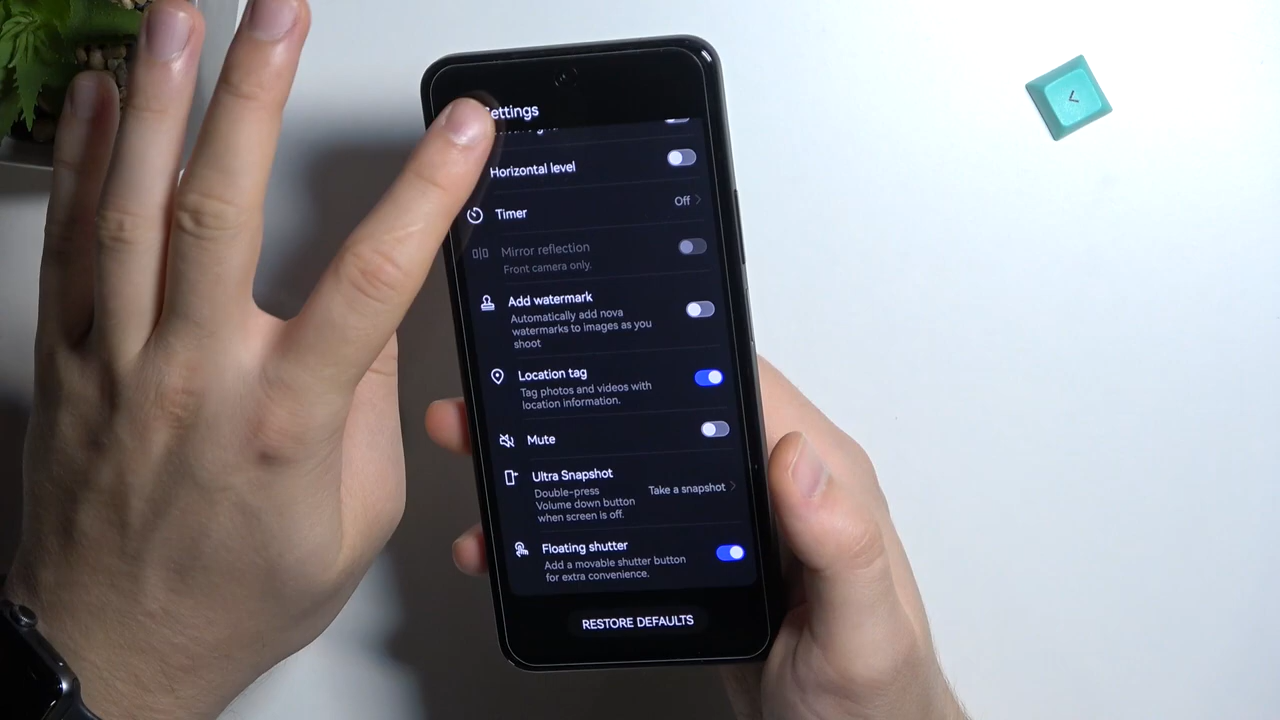 ettings
Horizontal level
Timer
Off
Mirror reflection
Front camera only.
Add watermark
Automatically add nova
watermarks to images as you
shoot
Location tag
Tag photos and videos with
location information.
Mute
Ultra Snapshot
Double-press
Volume down button
when screen is off.
Take a snapshot
Floating shutter
Add a movable shutter button
for extra convenience.
RESTORE DEFAULTS